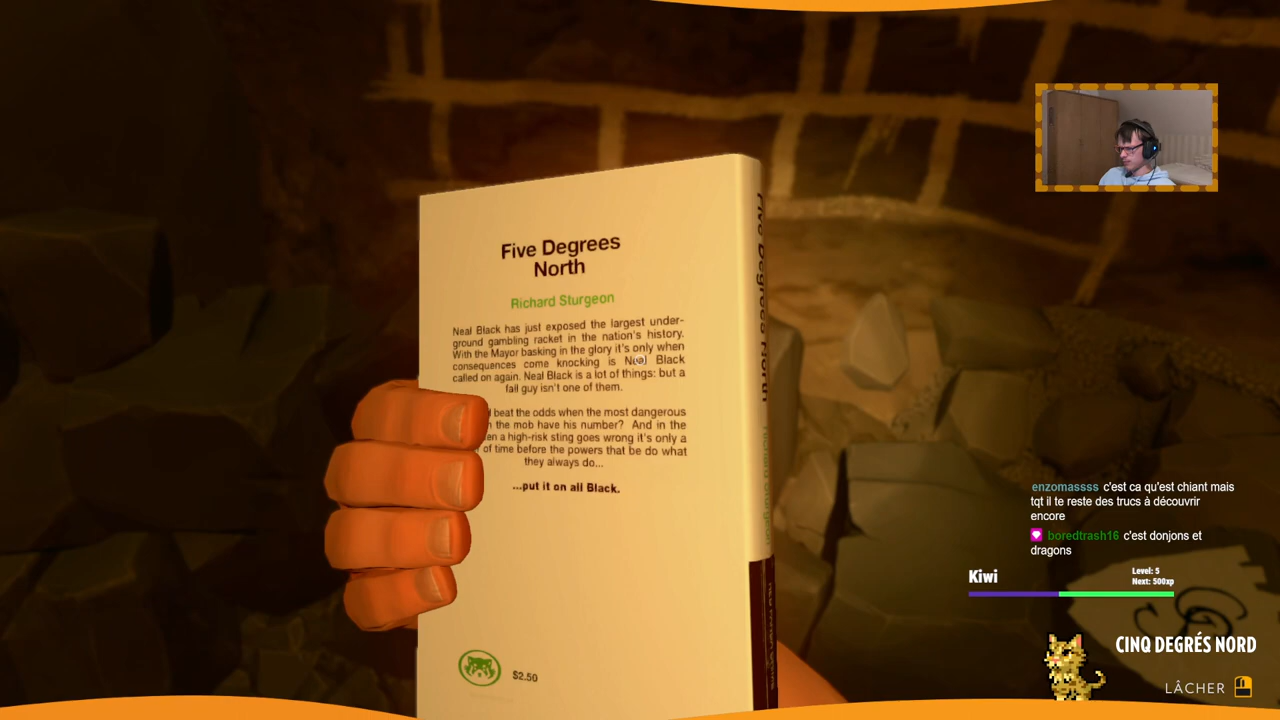 Five Degrees
North
Richard Sturgeon
Neal Black has just exposed the largest under-
ground gambling racket in the nation's history.
With the Mayor basking in the glory it's only when
consequences come knocking is Neal Black
called on again. Neal Black is a lot of things: but a
fall guy isn't one of them.
beat the odds when the most dangerous
the mob have his number? And in the
a high-risk sting goes wrong it's only a
of time before the powers that be do what
they always do...
...put it on all Black.
$2.50
Five Degrees North
enzomassss c'est ca qu'est chiant mais
tqt il te reste des trucs à découvrir
encore
boredtrash16 c'est donjons et
dragons
Kiwi
Level: 5
Next: 500xp
CINQ DEGRÉS NORD
LÂCHER